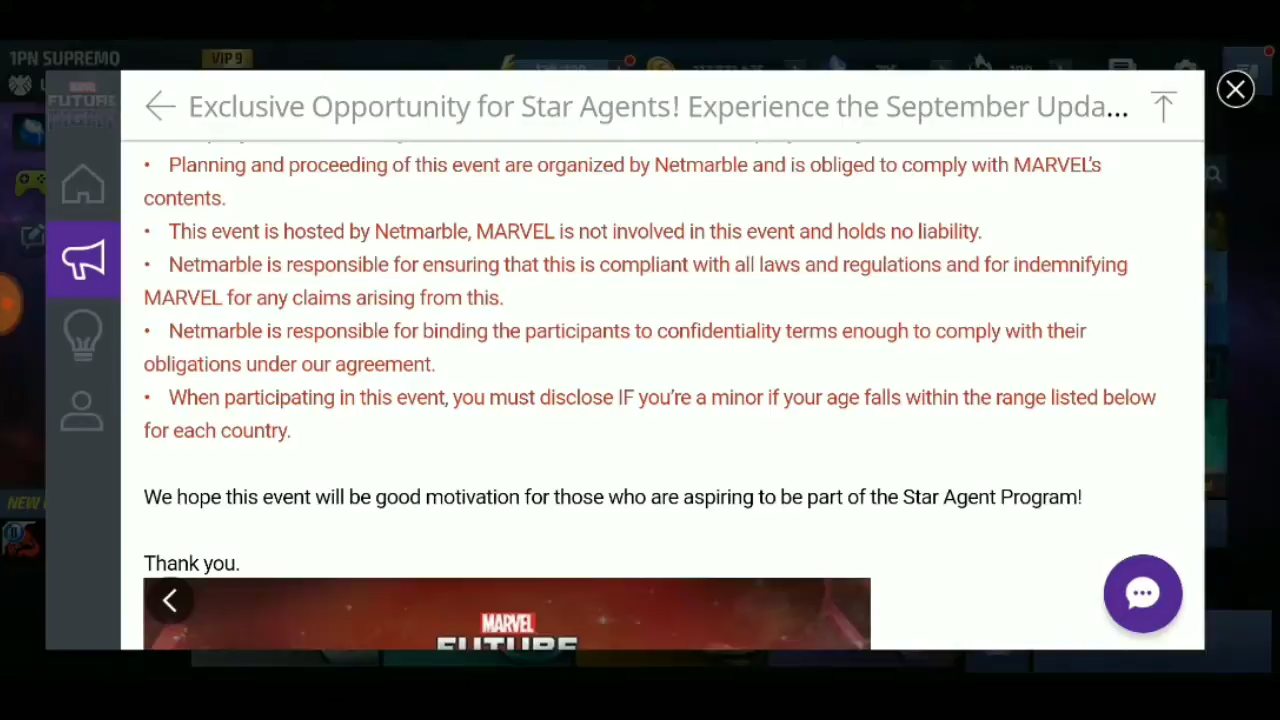 1PN SUPREMO
VIP 9
MARVEL
FUTURE
← Exclusive Opportunity for Star Agents! Experience the September Upda...
• Planning and proceeding of this event are organized by Netmarble and is obliged to comply with MARVEL's
contents.
• This event is hosted by Netmarble, MARVEL is not involved in this event and holds no liability.
• Netmarble is responsible for ensuring that this is compliant with all laws and regulations and for indemnifying
MARVEL for any claims arising from this.
• Netmarble is responsible for binding the participants to confidentiality terms enough to comply with their
obligations under our agreement.
• When participating in this event, you must disclose IF you're a minor if your age falls within the range listed below
for each country.
We hope this event will be good motivation for those who are aspiring to be part of the Star Agent Program!
Thank you.
MARVEL
FUTURE
NEW